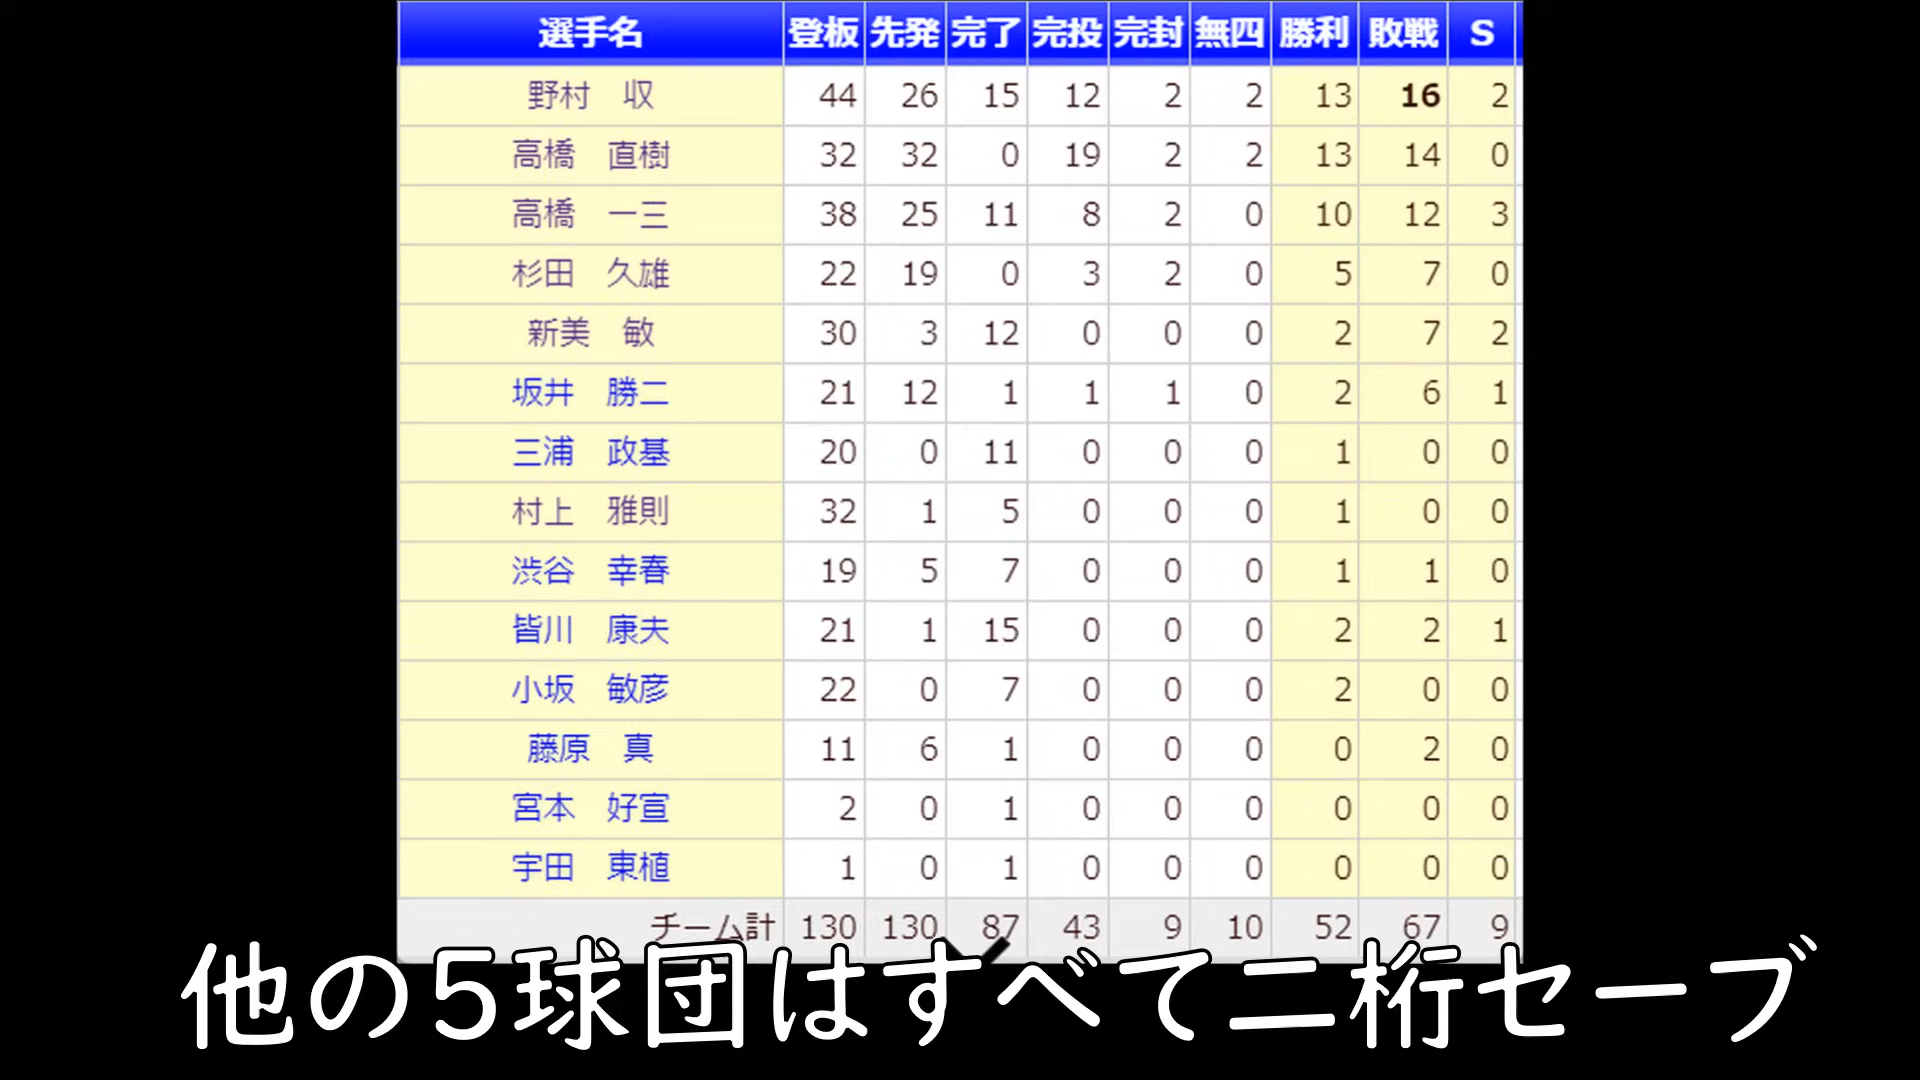 選手名 登板 先発 完了 完投 完封 無四 勝利 敗戦 S
野村 収 44 26 15 12 2 2 13 16 2
高橋 直樹 32 32 0 19 2 2 13 14 0
高橋 一三 38 25 11 8 2 0 10 12 3
杉田 久雄 22 19 0 3 2 0 5 7 0
新美 敏 30 3 12 0 0 0 2 7 2
坂井 勝二 21 12 1 1 1 0 2 6 1
三浦 政基 20 0 11 0 0 0 1 0 0
村上 雅則 32 1 5 0 0 0 1 0 0
渋谷 幸春 19 5 7 0 0 0 1 1 0
皆川 康夫 21 1 15 0 0 0 2 2 1
小坂 敏彦 22 0 7 0 0 0 2 0 0
藤原 真 11 6 1 0 0 0 0 2 0
宮本 好宣 2 0 1 0 0 0 0 0 0
宇田 東植 1 0 1 0 0 0 0 0 0
チーム計 130 130 87 43 9 10 52 67 9
他の5球団はすべて二桁セーブ